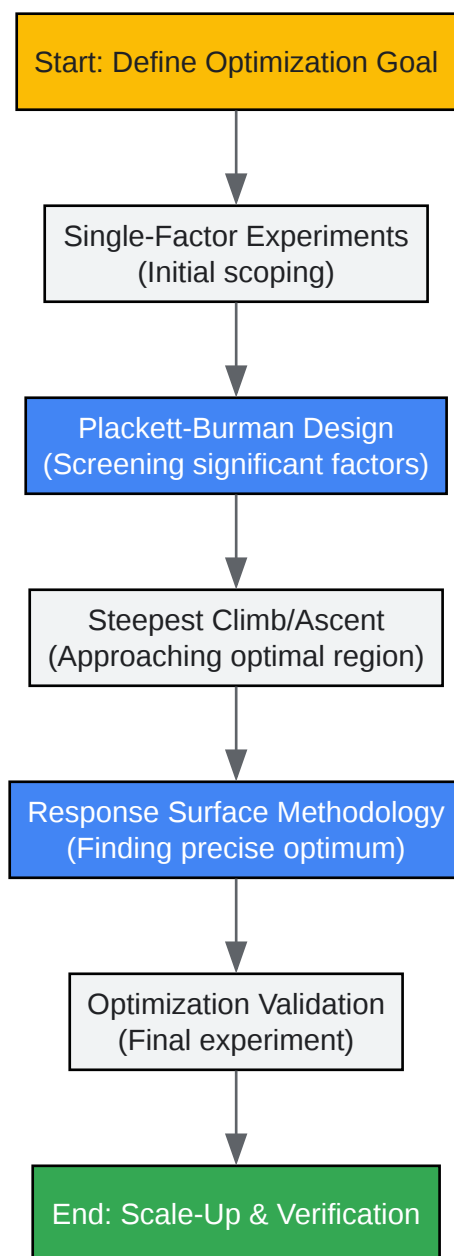 Start: Define Optimization Goal
Single-Factor Experiments
(Initial scoping)
Plackett-Burman Design
(Screening significant factors)
Steepest Climb/Ascent
(Approaching optimal region)
Response Surface Methodology
(Finding precise optimum)
Optimization Validation
(Final experiment)
End: Scale-Up & Verification